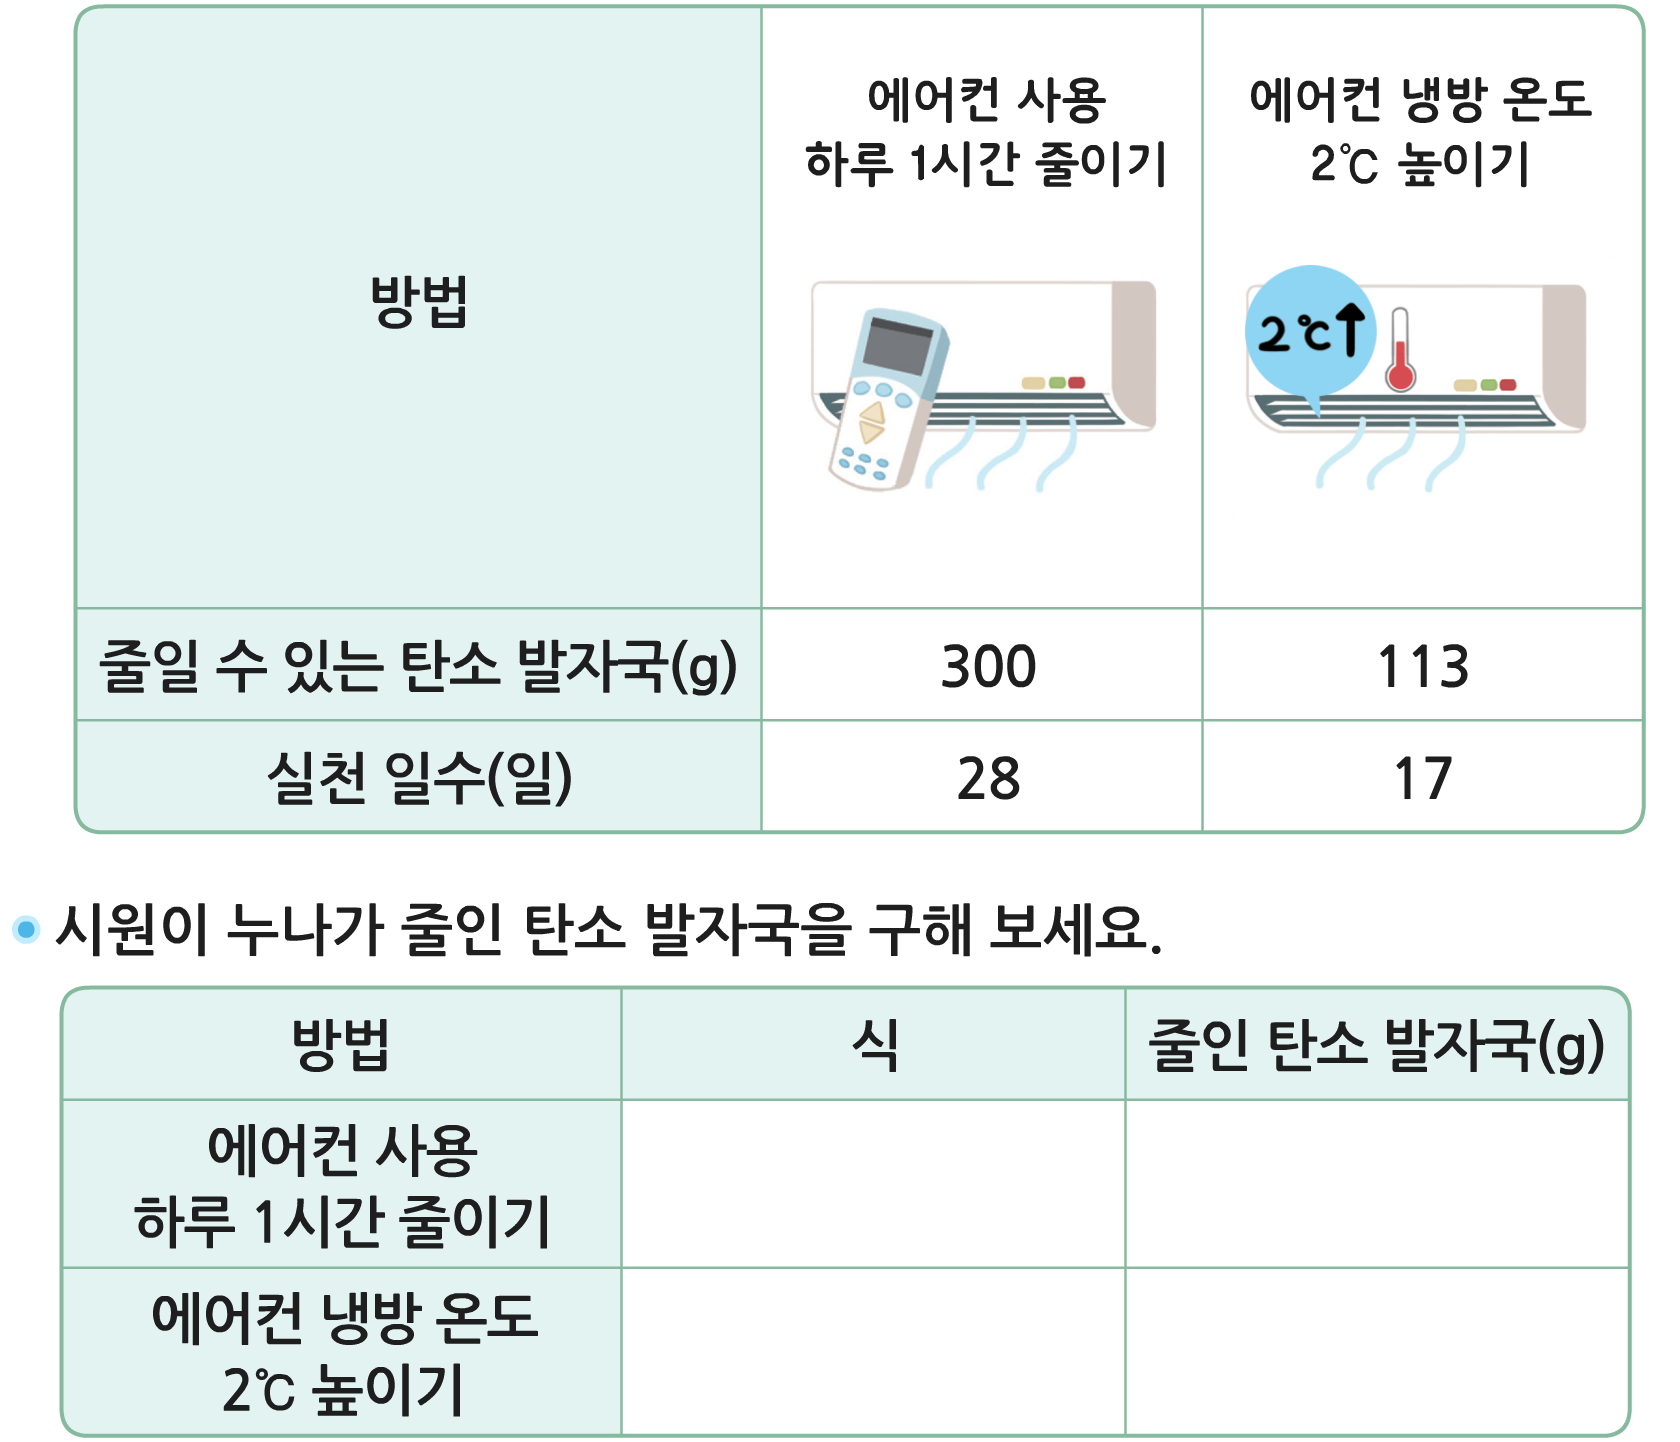 방법
에어컨 사용
하루 1시간 줄이기
에어컨 냉방 온도
2℃ 높이기
2℃↑
줄일 수 있는 탄소 발자국(g)
300
113
실천 일수(일)
28
17
시원이 누나가 줄인 탄소 발자국을 구해 보세요.
방법
식
줄인 탄소 발자국(g)
에어컨 사용
하루 1시간 줄이기
에어컨 냉방 온도
2℃ 높이기